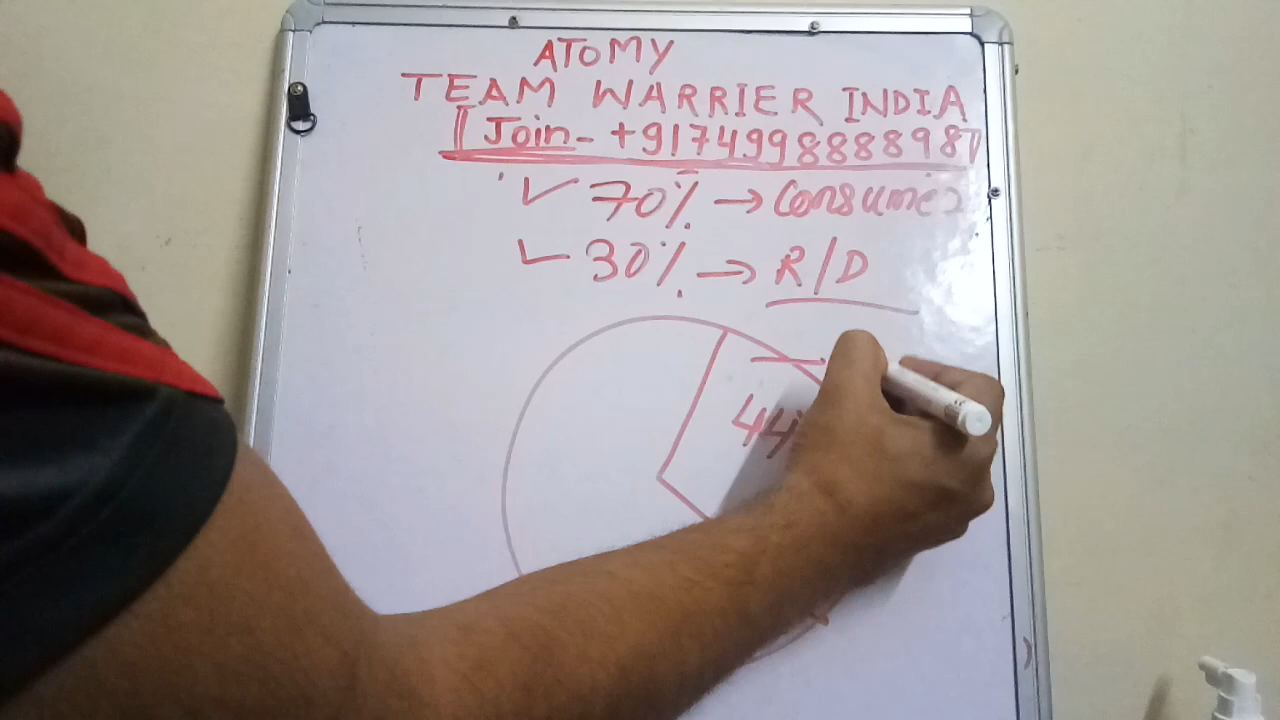 ATOMY
TEAM WARRIER INDIA
Join - +917499888898
✓ 70% → Consumer
✓ 30% → R/D
44